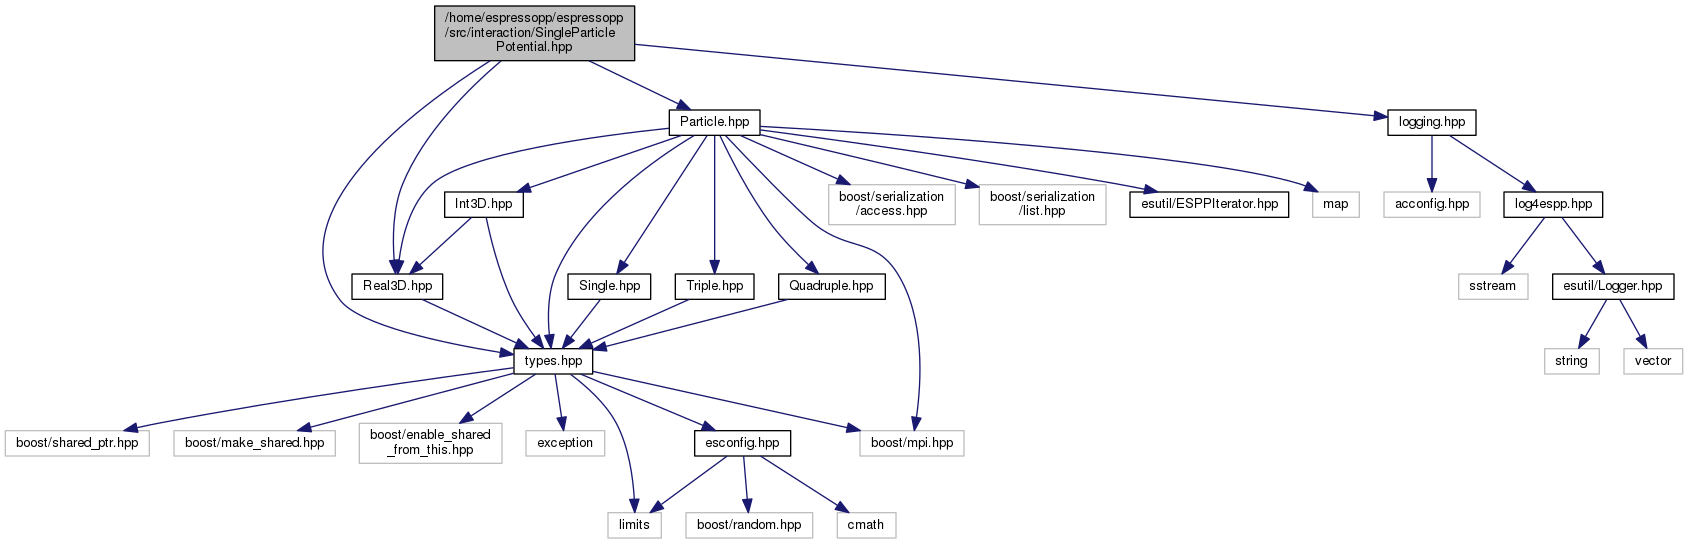 /home/espressopp/espressopp
/src/interaction/SingleParticle
Potential.hpp
Particle.hpp
logging.hpp
Int3D.hpp
boost/serialization
/access.hpp
boost/serialization
/list.hpp
esutil/ESPPIterator.hpp
map
acconfig.hpp
log4espp.hpp
Real3D.hpp
Single.hpp
Triple.hpp
Quadruple.hpp
sstream
esutil/Logger.hpp
types.hpp
string
vector
boost/shared_ptr.hpp
boost/make_shared.hpp
boost/enable_shared
_from_this.hpp
exception
esconfig.hpp
boost/mpi.hpp
limits
boost/random.hpp
cmath